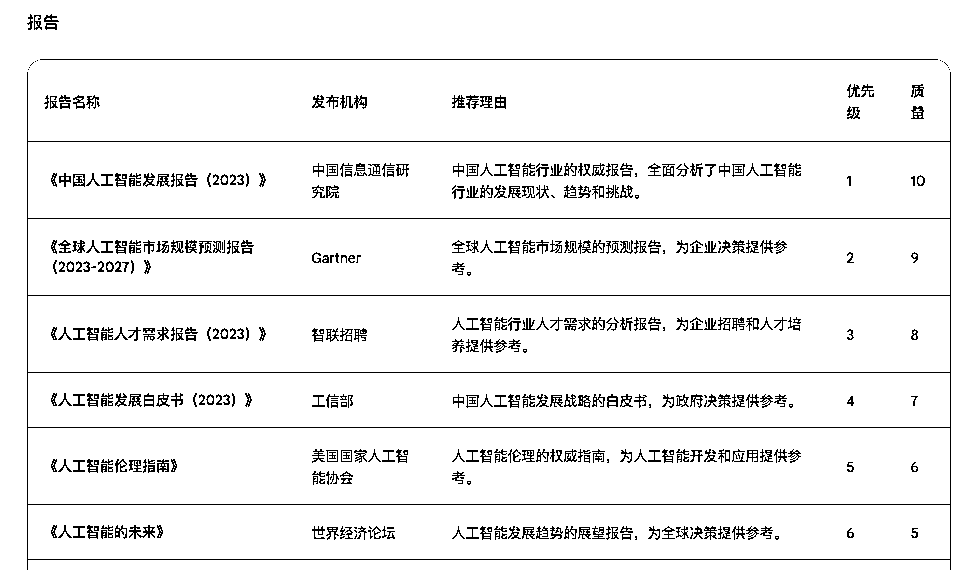 报告
报告名称
发布机构
推荐理由
优先
级
质
量
《中国人工智能发展报告（2023）》
中国信息通信研
究院
中国人工智能行业的权威报告，全面分析了中国人工智能
行业的发展现状、趋势和挑战。
1
10
《全球人工智能市场规模预测报告
（2023-2027）》
Gartner
全球人工智能市场规模的预测报告，为企业决策提供参
考。
2
9
《人工智能人才需求报告（2023）》
智联招聘
人工智能行业人才需求的分析报告，为企业招聘和人才培
养提供参考。
3
8
《人工智能发展白皮书（2023）》
工信部
中国人工智能发展战略的白皮书，为政府决策提供参考。
4
7
《人工智能伦理指南》
美国国家人工智
能协会
人工智能伦理的权威指南，为人工智能开发和应用提供参
考。
5
6
《人工智能的未来》
世界经济论坛
人工智能发展趋势的展望报告，为全球决策提供参考。
6
5